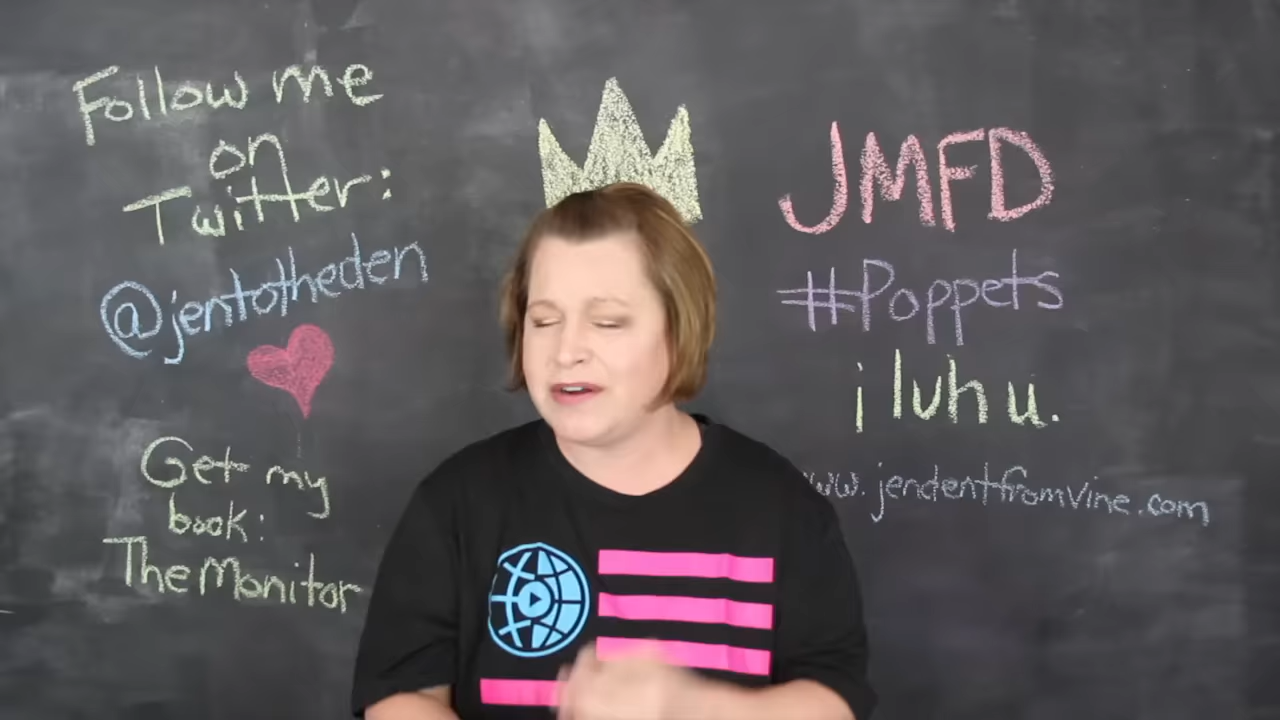 Follow me
on
Twitter:
@jentotheden
Get my
book:
The Monitor
JMFD
#Poppets
i luh u.
www.jendentfromvine.com